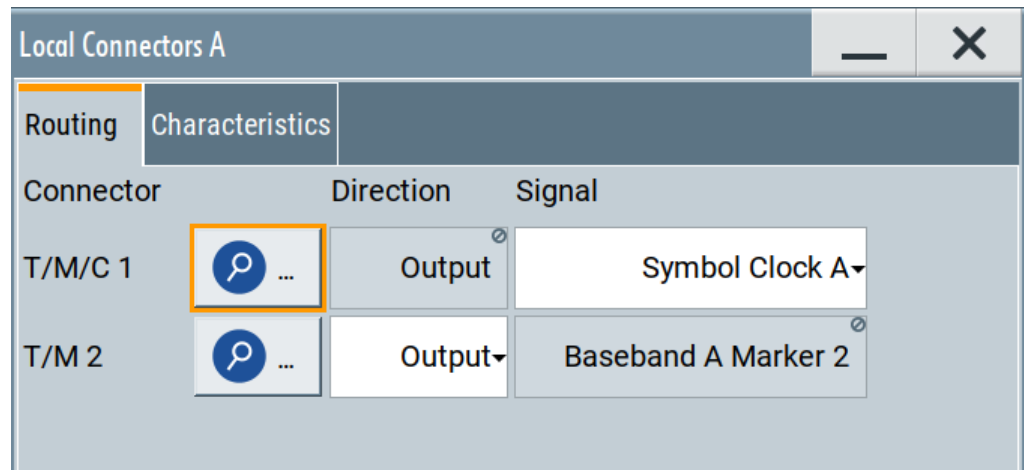 Local Connectors A
Routing Characteristics
Connector Direction Signal
T/M/C 1 ... Output Symbol Clock A
T/M 2 ... Output Baseband A Marker 2